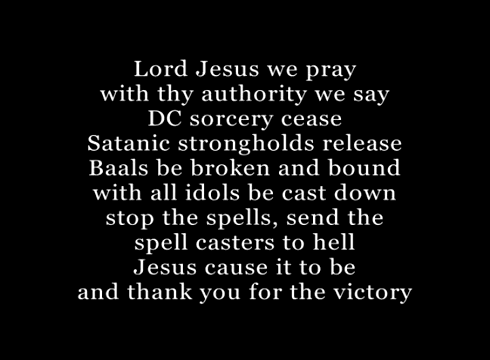 Lord Jesus we pray
with thy authority we say
DC sorcery cease
Satanic strongholds release
Baals be broken and bound
with all idols be cast down
stop the spells, send the
spell casters to hell
Jesus cause it to be
and thank you for the victory